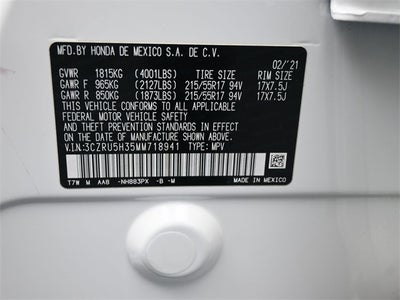 MFD.BY HONDA DE MEXICO S.A. DE C.V. 02/'21
GVWR 1815KG (4001LBS) TIRE SIZE RIM SIZE
GAWR F 965KG (2127LBS) 215/55R17 94V 17X7.5J
GAWR R 850KG (1873LBS) 215/55R17 94V 17X7.5J
THIS VEHICLE CONFORMS TO ALL APPLICABLE
FEDERAL MOTOR VEHICLE SAFETY AND
THEFT PREVENTION STANDARDS IN EFFECT ON
THE DATE OF MANUFACTURE SHOWN ABOVE.
V.I.N:3CZRU5H35MM718941 TYPE: MPV
T7W M AAB -NH883PX -B -M
MADE IN MEXICO